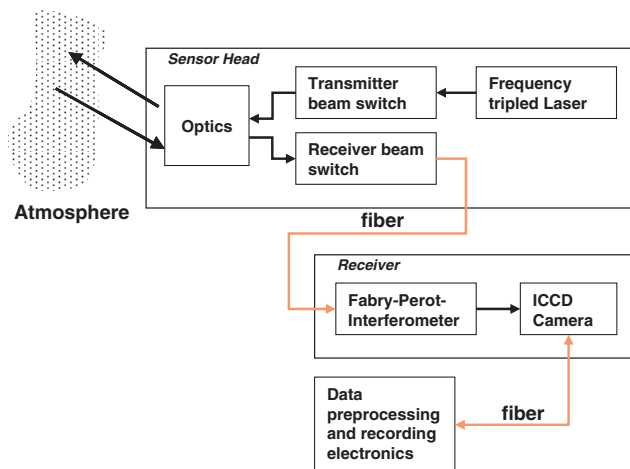 Sensor Head
Transmitter
beam switch
Frequency
tripled Laser
Optics
Receiver beam
switch
Atmosphere
fiber
Receiver
Fabry-Perot-
Interferometer
ICCD
Camera
Data
preprocessing
and recording
electronics
fiber